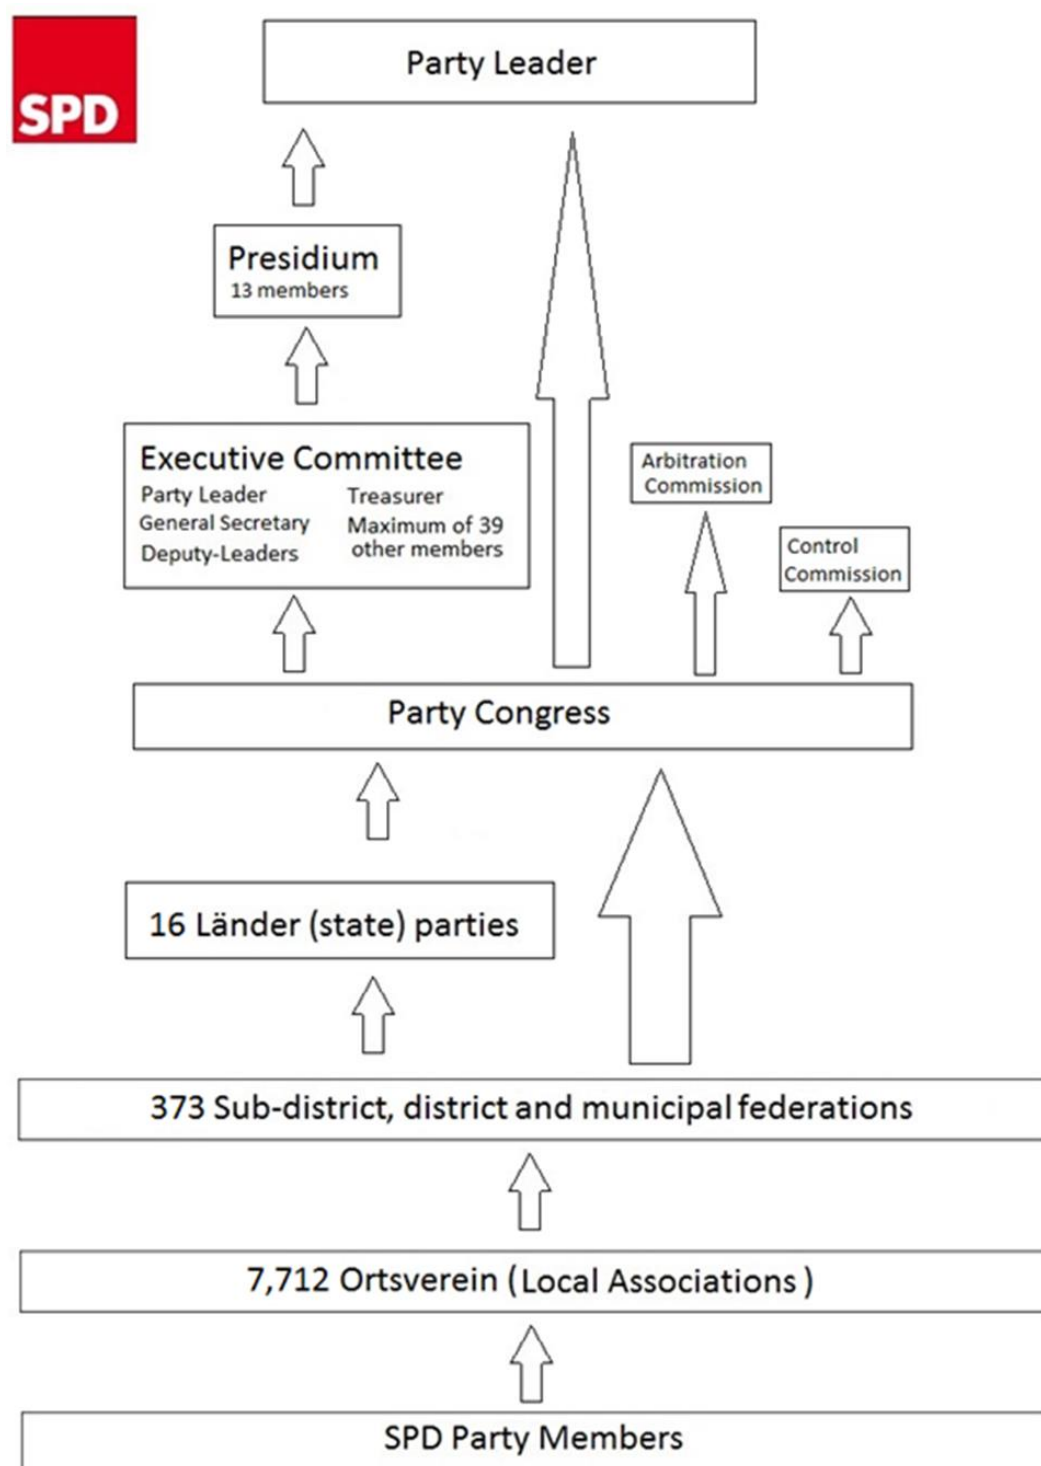 SPD
Party Leader
Presidium
13 members
Executive Committee
Party Leader
General Secretary
Deputy-Leaders
Treasurer
Maximum of 39
other members
Arbitration
Commission
Control
Commission
Party Congress
16 Länder (state) parties
373 Sub-district, district and municipal federations
7,712 Ortsverein (Local Associations )
SPD Party Members